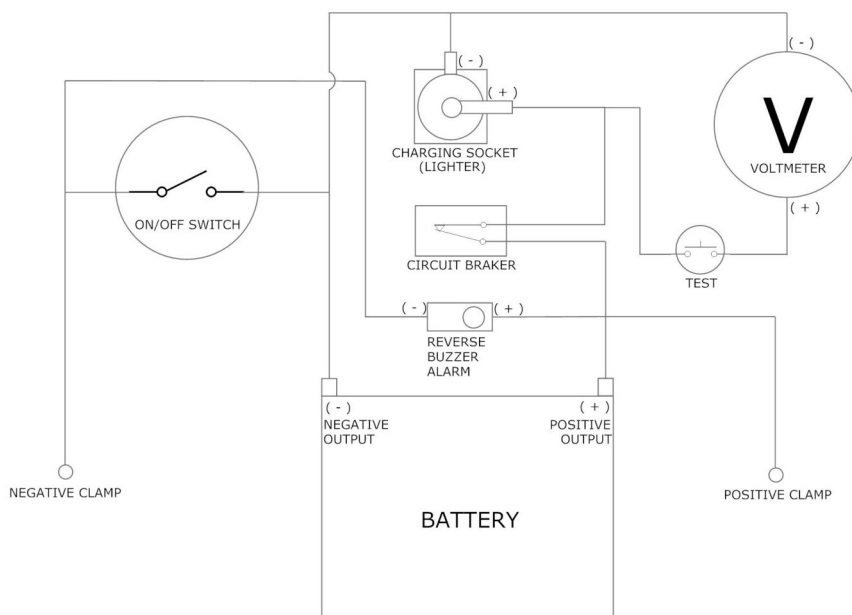 ( - )
( - )
( + )
CHARGING SOCKET
(LIGHTER)
V
VOLTMETER
( + )
ON/OFF SWITCH
CIRCUIT BRAKER
TEST
( - )
( + )
REVERSE
BUZZER
ALARM
( - )
NEGATIVE
OUTPUT
( + )
POSITIVE
OUTPUT
NEGATIVE CLAMP
POSITIVE CLAMP
BATTERY